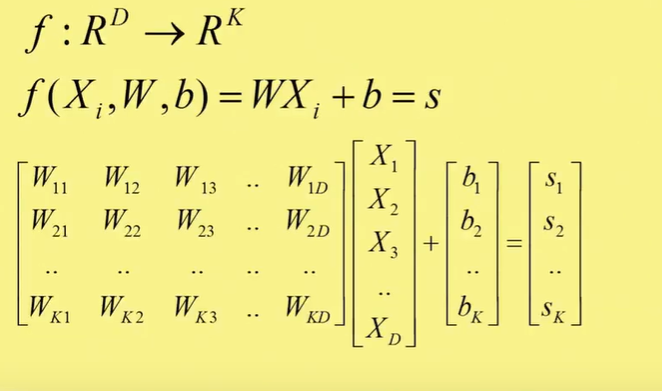 f : R^D → R^K
f(X_i, W, b) = WX_i + b = s
[W_11 W_12 W_13 .. W_1D] [X_1] [b_1] [s_1]
[W_21 W_22 W_23 .. W_2D] [X_2] [b_2] [s_2]
[.. .. .. .. ..] [X_3] + [..] = [..]
[W_K1 W_K2 W_K3 .. W_KD] [..] [b_K] [s_K]
[X_D]